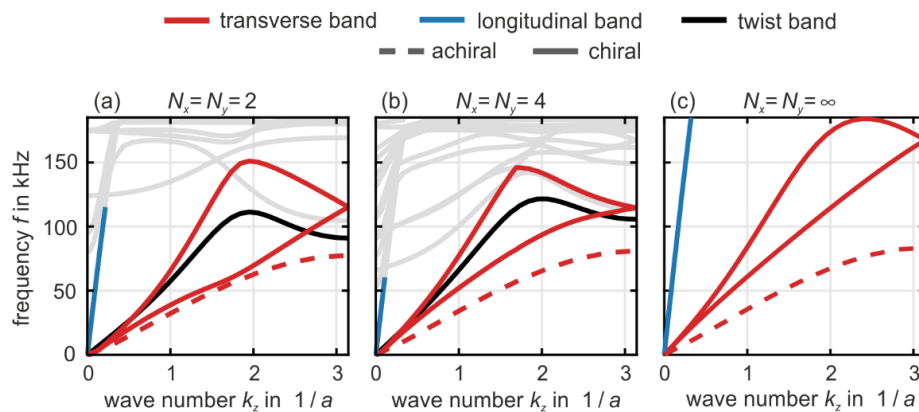 transverse band longitudinal band twist band
achiral chiral
(a) Nx = Ny = 2
(b) Nx = Ny = 4
(c) Nx = Ny = ∞
frequency f in kHz
150
100
50
0
0 1 2 3
0 1 2 3
0 1 2 3
wave number kz in 1 / a
wave number kz in 1 / a
wave number kz in 1 / a